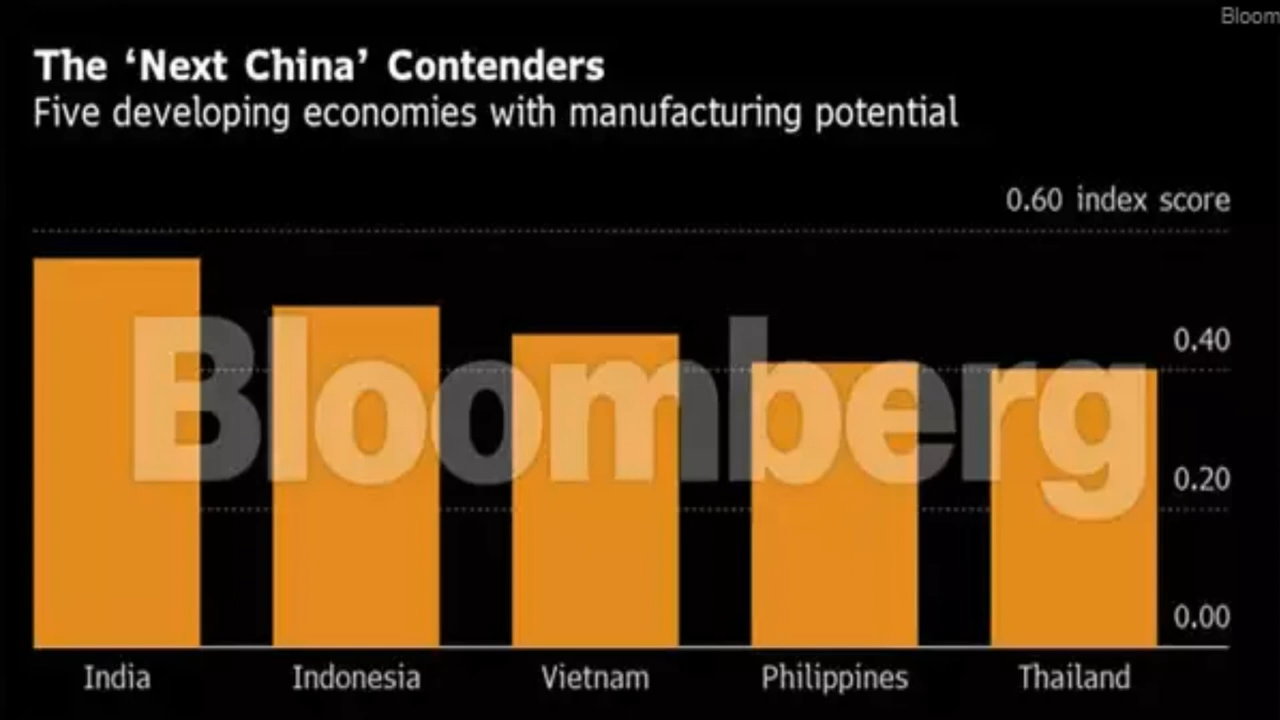 Bloom
The ‘Next China’ Contenders
Five developing economies with manufacturing potential
0.60 index score
Bloomberg
0.40
0.20
0.00
India Indonesia Vietnam Philippines Thailand